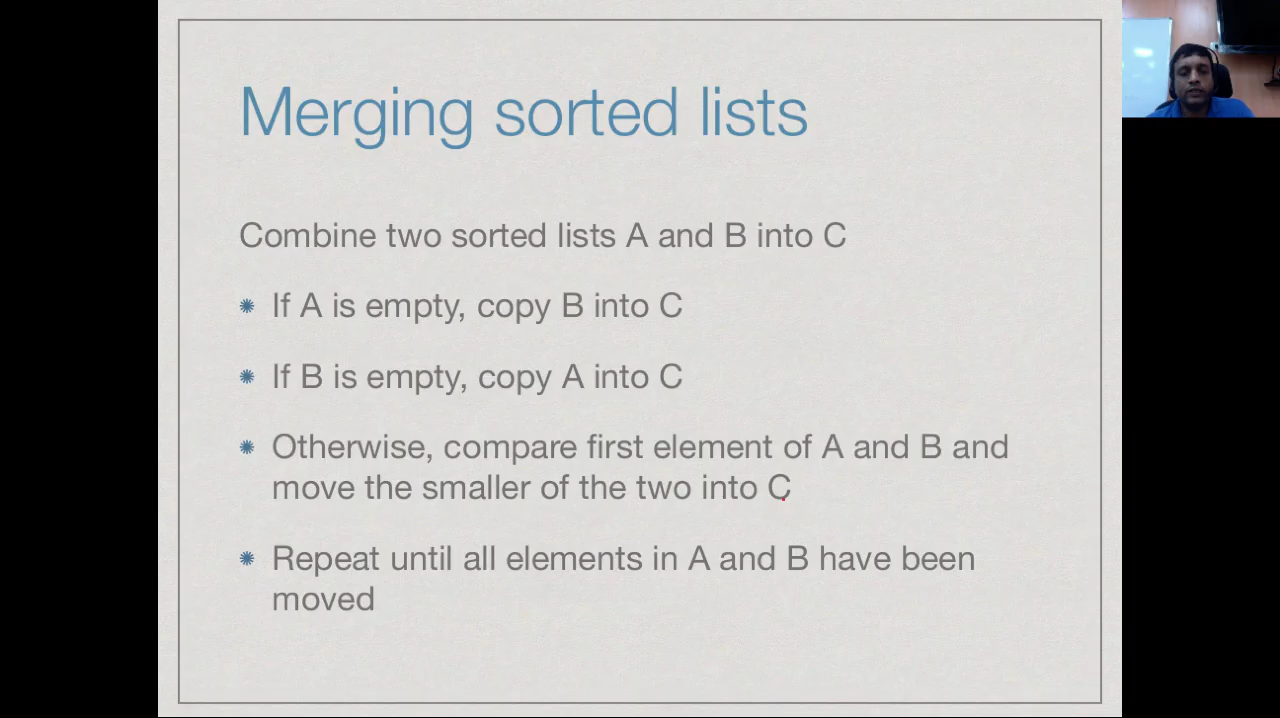 Merging sorted lists
Combine two sorted lists A and B into C
If A is empty, copy B into C
If B is empty, copy A into C
Otherwise, compare first element of A and B and
move the smaller of the two into C
Repeat until all elements in A and B have been
moved